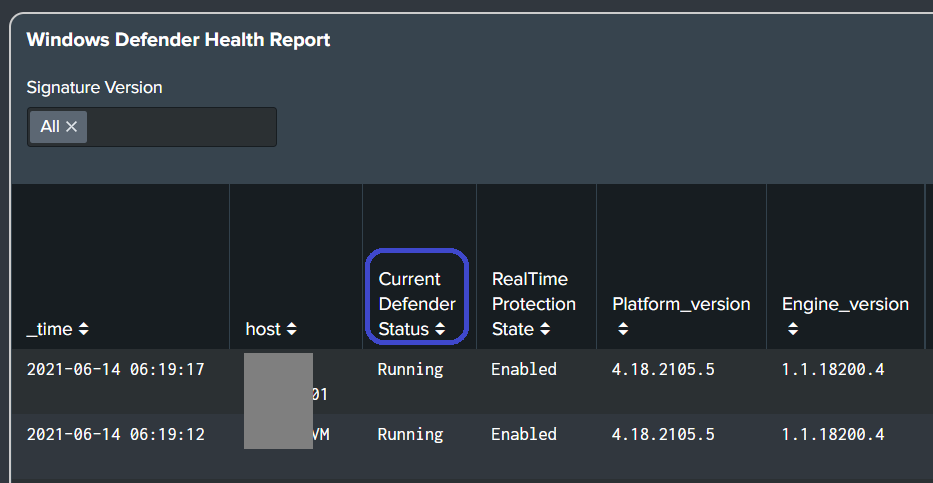 Windows Defender Health Report
Signature Version
All ×
_time
host
Current
Defender
Status
RealTime
Protection
State
Platform_version
Engine_version
2021-06-14 06:19:17
01
Running
Enabled
4.18.2105.5
1.1.18200.4
2021-06-14 06:19:12
VM
Running
Enabled
4.18.2105.5
1.1.18200.4